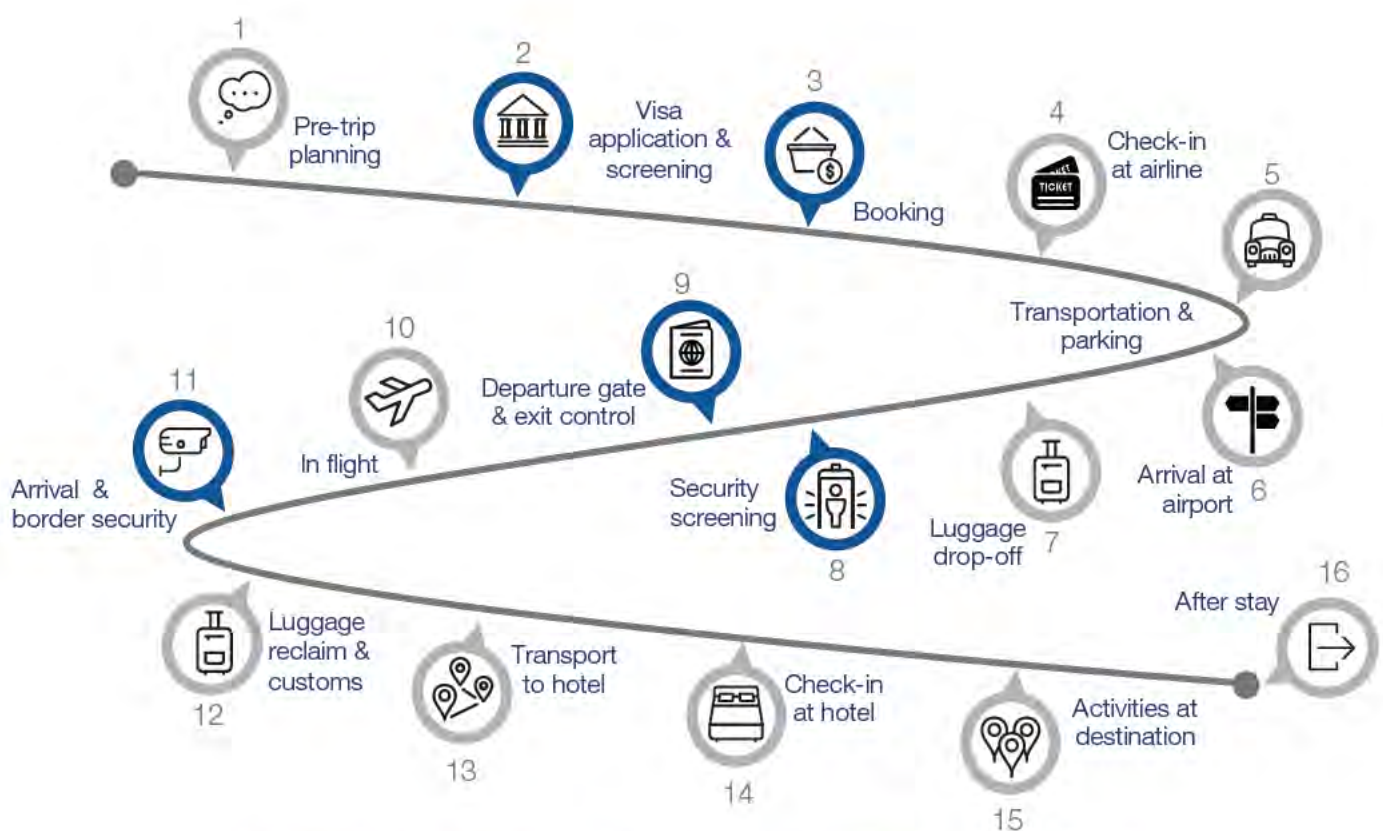 1
Pre-trip
planning
2
Visa
application &
screening
3
Booking
4
Check-in
at airline
TICKET
5
Transportation &
parking
6
Arrival at
airport
7
Luggage
drop-off
8
Security
screening
9
Departure gate
& exit control
10
In flight
11
Arrival &
border security
12
Luggage
reclaim &
customs
13
Transport
to hotel
14
Check-in
at hotel
15
Activities at
destination
16
After stay